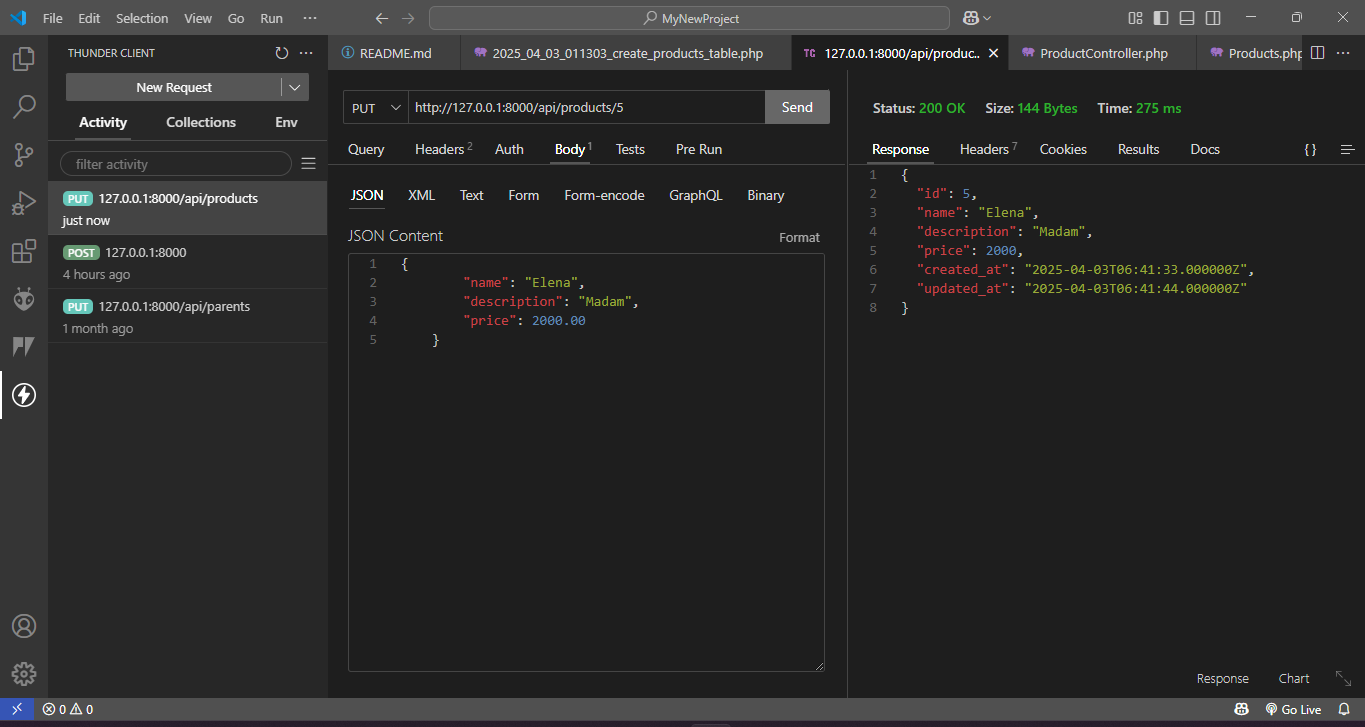 File Edit Selection View Go Run ··· MyNewProject
THUNDER CLIENT
New Request
Activity Collections Env
filter activity
PUT 127.0.0.1:8000/api/products
just now
POST 127.0.0.1:8000
4 hours ago
PUT 127.0.0.1:8000/api/parents
1 month ago
README.md 2025_04_03_011303_create_products_table.php TC 127.0.0.1:8000/api/produc.. ProductController.php Products.php
PUT http://127.0.0.1:8000/api/products/5 Send
Query Headers 2 Auth Body 1 Tests Pre Run
JSON XML Text Form Form-encode GraphQL Binary
JSON Content Format
1 {
2 "name": "Elena",
3 "description": "Madam",
4 "price": 2000.00
5 }
Status: 200 OK Size: 144 Bytes Time: 275 ms
Response Headers 7 Cookies Results Docs {}
1 {
2 "id": 5,
3 "name": "Elena",
4 "description": "Madam",
5 "price": 2000,
6 "created_at": "2025-04-03T06:41:33.000000Z",
7 "updated_at": "2025-04-03T06:41:44.000000Z"
8 }
Response Chart
0 0 Go Live